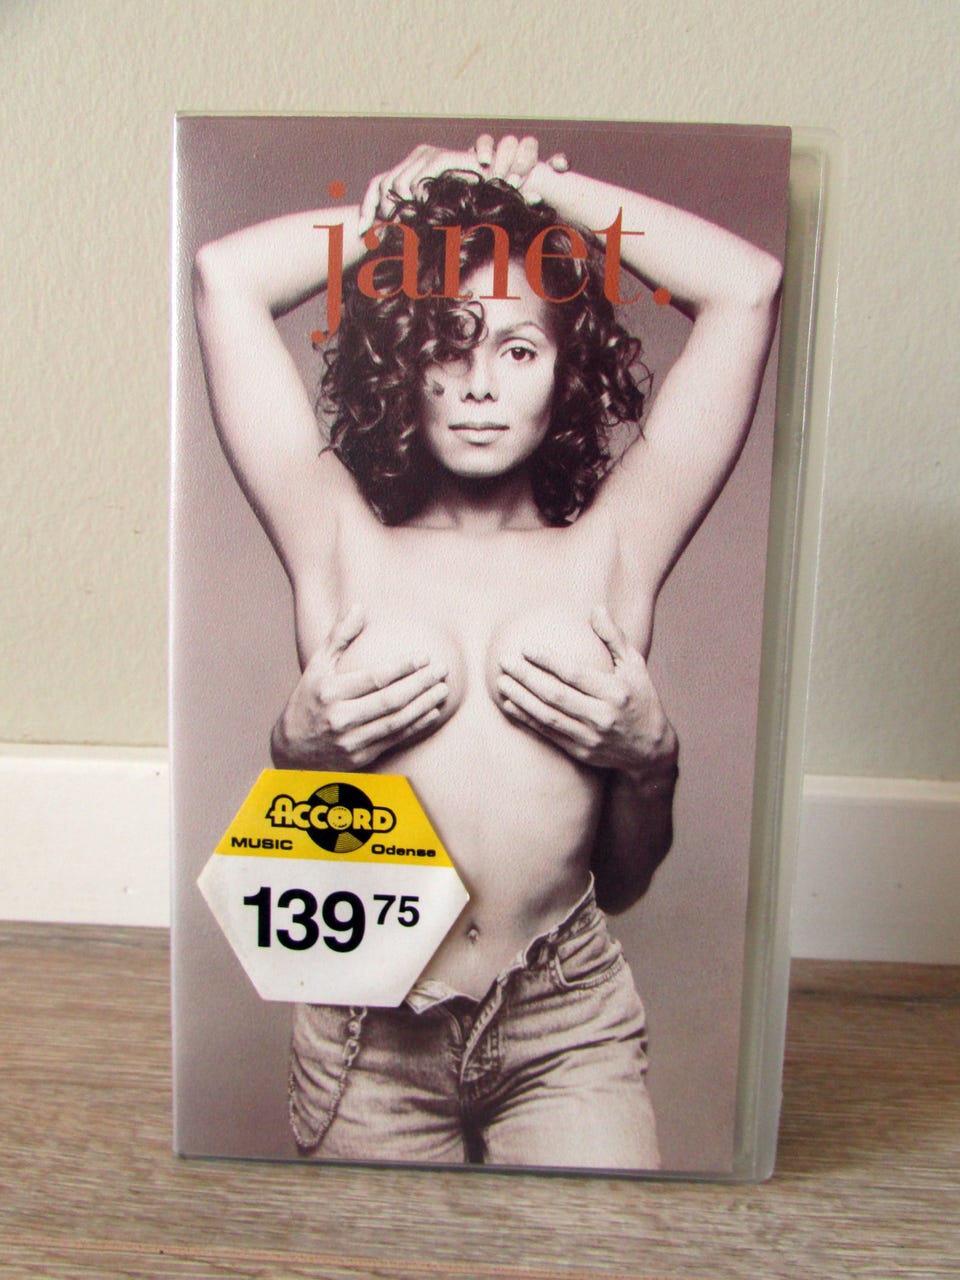 janet.
ACCORD
MUSIC Odense
139 75